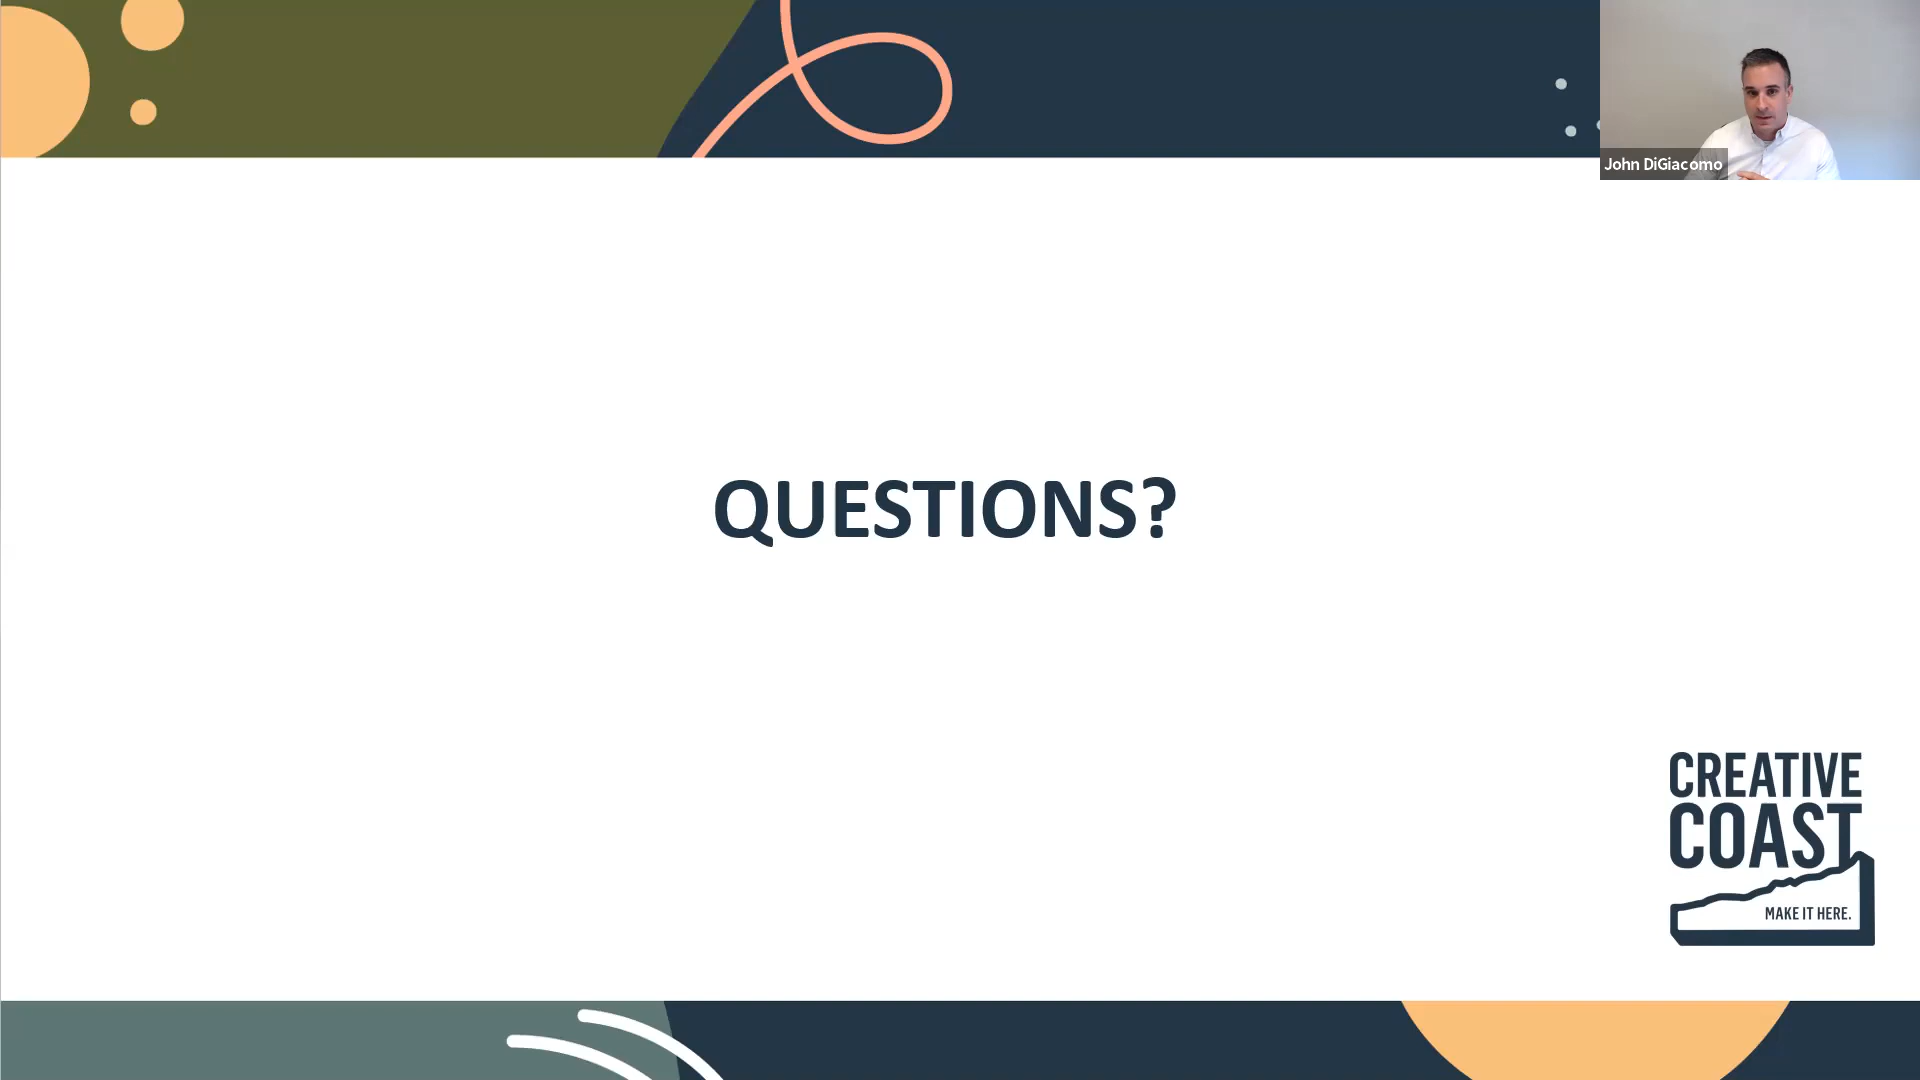 John DiGiacomo
QUESTIONS?
CREATIVE
COAST
MAKE IT HERE.